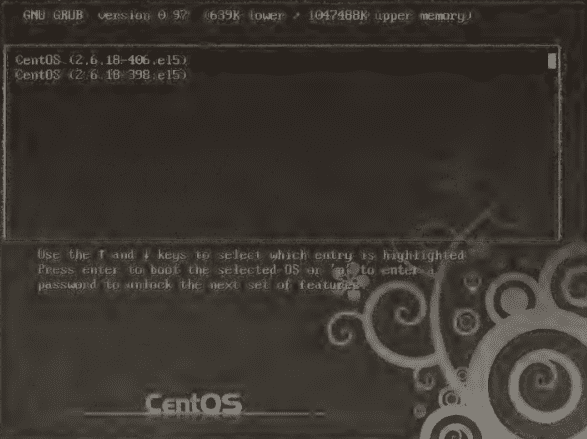 GNU GRUB version 0.97 (639K lower / 1047488K upper memory)
CentOS (2.6.18-406.el5)
CentOS (2.6.18-398.el5)
Use the ↑ and ↓ keys to select which entry is highlighted
Press enter to boot the selected OS or to enter a
password to unlock the next set of features
CentOS